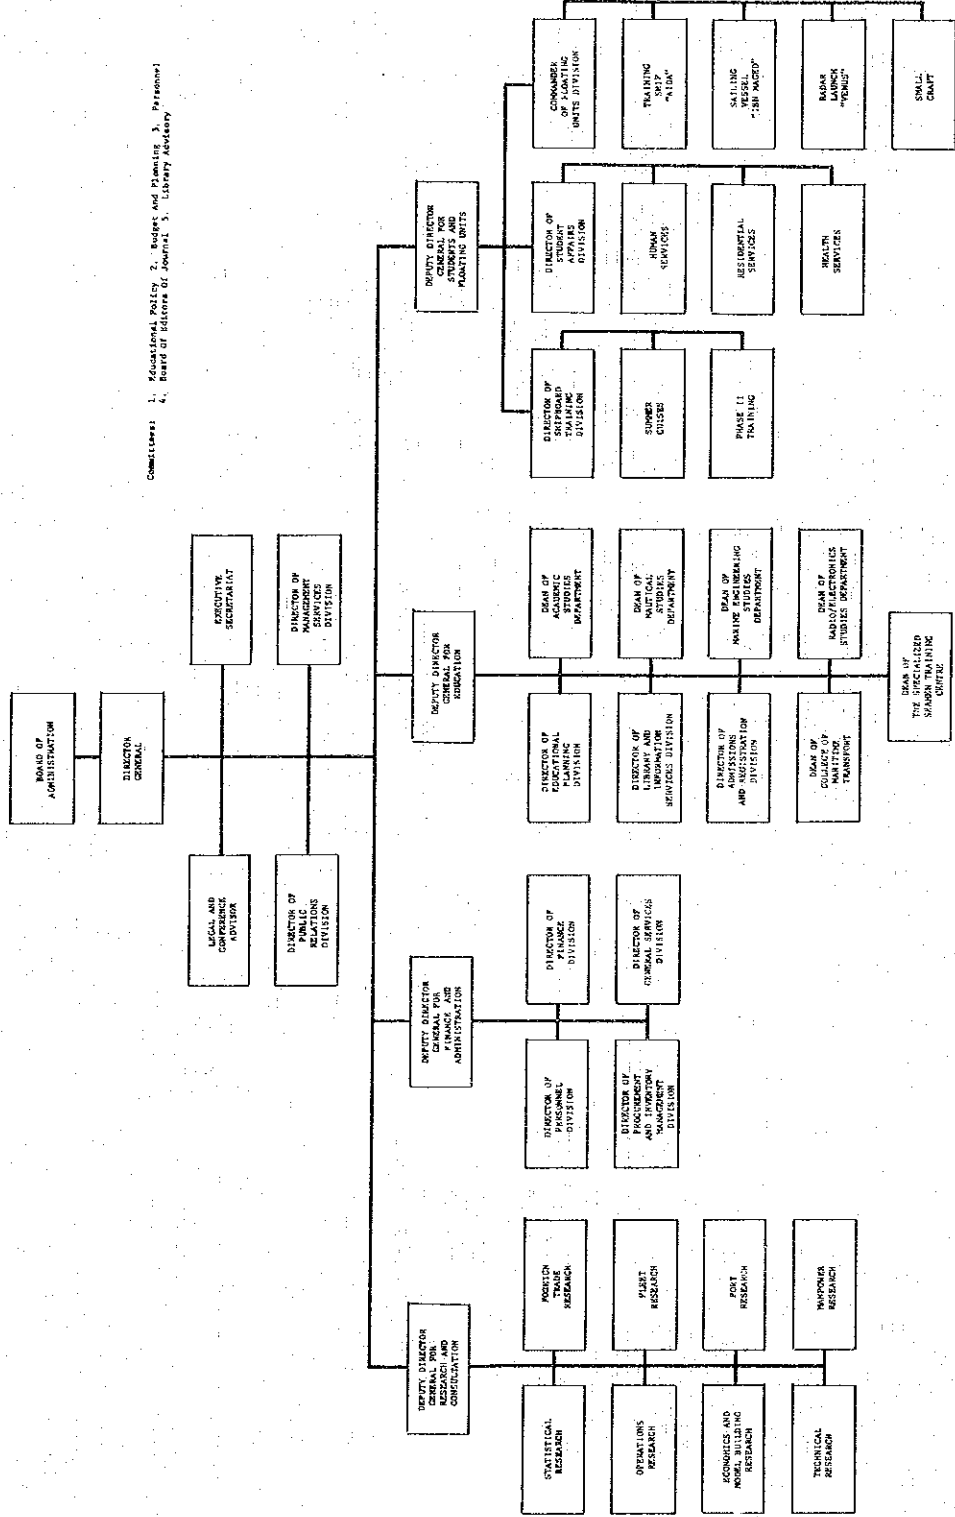 Committees: 1. Educational Policy 2. Budget And Planning 3. Personnel
4. Board Of Editors Of Journal 5. Library Advisory
BOARD OF
ADMINISTRATION
DIRECTOR
GENERAL
LEGAL AND
CONFERENCE
ADVISOR
EXECUTIVE
SECRETARIAT
DIRECTOR OF
PUBLIC
RELATIONS
DIVISION
DIRECTOR OF
MANAGEMENT
SERVICES
DIVISION
DEPUTY DIRECTOR
GENERAL FOR
RESEARCH AND
CONSULTATION
STATISTICAL
RESEARCH
FOREIGN
TRADE
RESEARCH
OPERATIONS
RESEARCH
FLEET
RESEARCH
ECONOMICS AND
MODEL BUILDING
RESEARCH
PORT
RESEARCH
TECHNICAL
RESEARCH
MANPOWER
RESEARCH
DEPUTY DIRECTOR
GENERAL FOR
FINANCE AND
ADMINISTRATION
DIRECTOR OF
PERSONNEL
DIVISION
DIRECTOR OF
FINANCE
DIVISION
DIRECTOR OF
PROCUREMENT
AND INVENTORY
MANAGEMENT
DIVISION
DIRECTOR OF
GENERAL SERVICES
DIVISION
DEPUTY DIRECTOR
GENERAL FOR
EDUCATION
DIRECTOR OF
EDUCATIONAL
PLANNING
DIVISION
DEAN OF
ACADEMIC
STUDIES
DEPARTMENT
DIRECTOR OF
LIBRARY AND
INFORMATION
SERVICES DIVISION
DEAN OF
NAUTICAL
STUDIES
DEPARTMENT
DIRECTOR OF
ADMISSIONS
AND REGISTRATION
DIVISION
DEAN OF
MARINE ENGINEERING
STUDIES
DEPARTMENT
DEAN OF
COLLEGE OF
MARITIME
TRANSPORT
DEAN OF
RADIO/ELECTRONICS
STUDIES DEPARTMENT
DEAN OF
THE SPECIALIZED
SEAMEN TRAINING
CENTRE
DEPUTY DIRECTOR
GENERAL FOR
STUDENTS AND
FLOATING UNITS
DIRECTOR OF
SHIPBOARD
TRAINING
DIVISION
SUMMER
CUISES
PHASE II
TRAINING
DIRECTOR OF
STUDENT
AFFAIRS
DIVISION
HUMAN
SERVICES
RESIDENTIAL
SERVICES
HEALTH
SERVICES
COMMANDER
OF FLOATING
UNITS DIVISION
TRAINING
SHIP
"AIDA"
SAILING
VESSEL
"IBN MAGED"
RADAR
LAUNCH
"VENUS"
SMALL
CRAFT